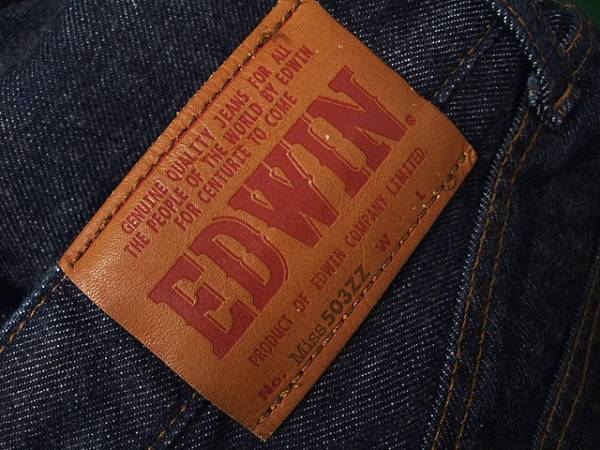 GENUINE QUALITY JEANS FOR ALL
THE PEOPLE OF THE WORLD BY EDWIN.
FOR CENTURIE TO COME
EDWIN®
PRODUCT OF EDWIN COMPANY LIMITED.
No. Miss503ZZ W L